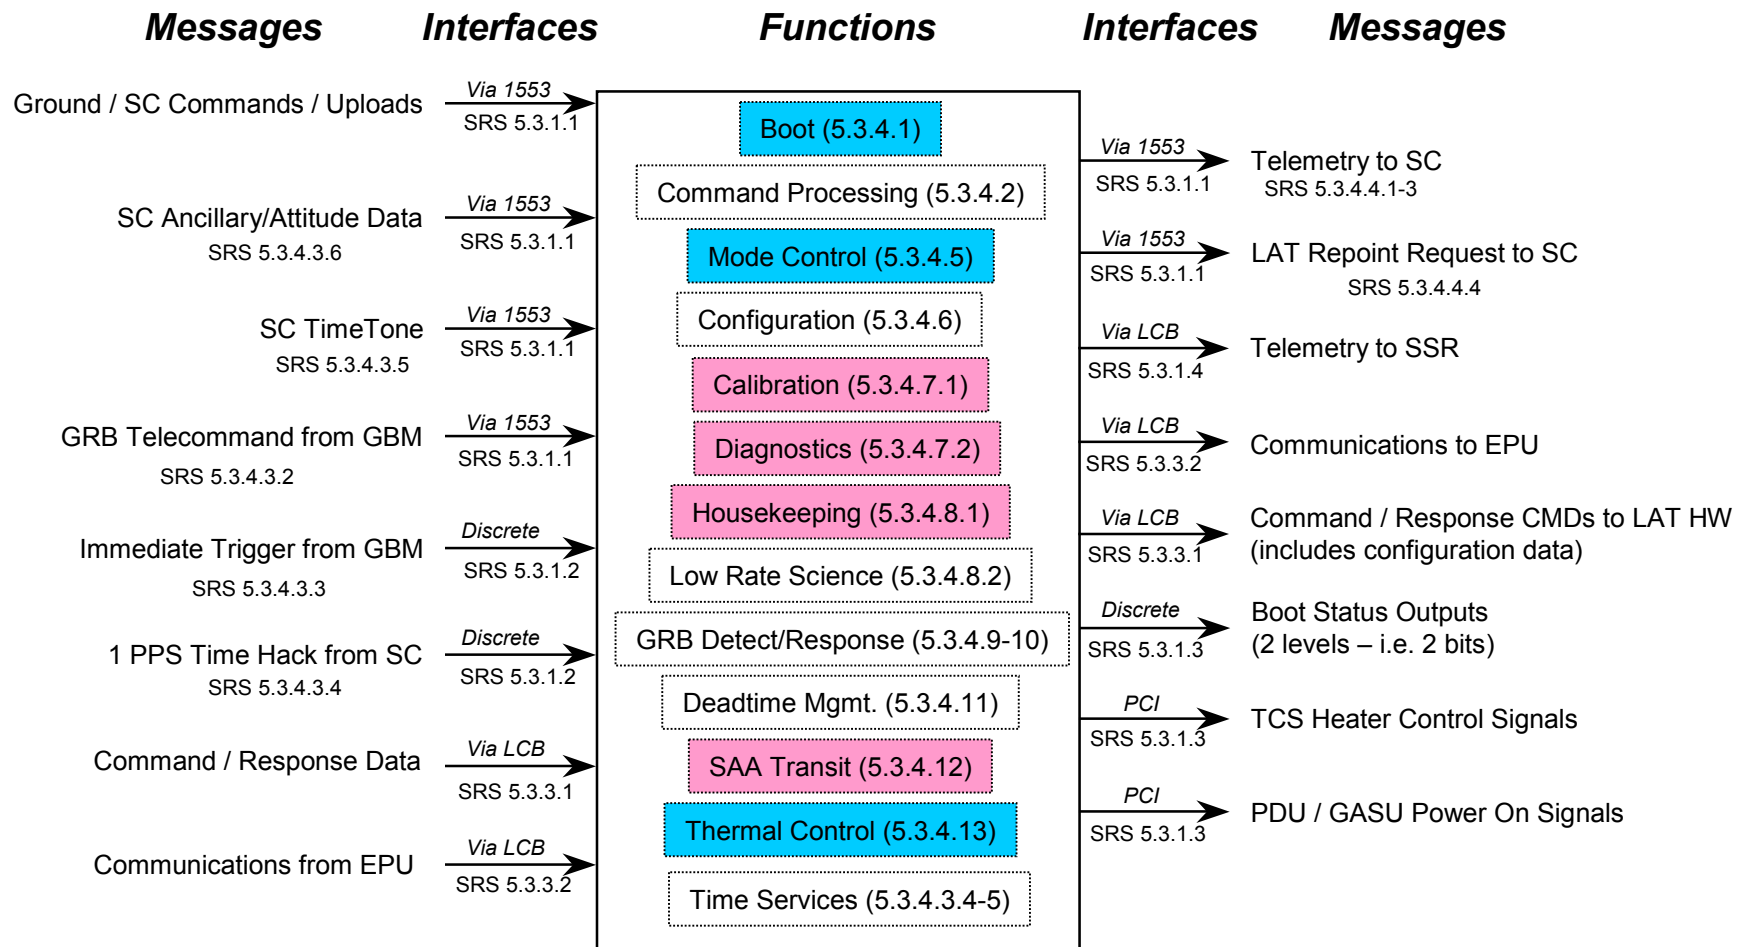 Messages Interfaces Functions Interfaces Messages
Ground / SC Commands / Uploads
Via 1553
SRS 5.3.1.1
SC Ancillary/Attitude Data
SRS 5.3.4.3.6
Via 1553
SRS 5.3.1.1
SC TimeTone
SRS 5.3.4.3.5
Via 1553
SRS 5.3.1.1
GRB Telecommand from GBM
SRS 5.3.4.3.2
Via 1553
SRS 5.3.1.1
Immediate Trigger from GBM
SRS 5.3.4.3.3
Discrete
SRS 5.3.1.2
1 PPS Time Hack from SC
SRS 5.3.4.3.4
Discrete
SRS 5.3.1.2
Command / Response Data
Via LCB
SRS 5.3.3.1
Communications from EPU
Via LCB
SRS 5.3.3.2
Boot (5.3.4.1)
Command Processing (5.3.4.2)
Mode Control (5.3.4.5)
Configuration (5.3.4.6)
Calibration (5.3.4.7.1)
Diagnostics (5.3.4.7.2)
Housekeeping (5.3.4.8.1)
Low Rate Science (5.3.4.8.2)
GRB Detect/Response (5.3.4.9-10)
Deadtime Mgmt. (5.3.4.11)
SAA Transit (5.3.4.12)
Thermal Control (5.3.4.13)
Time Services (5.3.4.3.4-5)
Via 1553
SRS 5.3.1.1
Telemetry to SC
SRS 5.3.4.4.1-3
Via 1553
SRS 5.3.1.1
LAT Repoint Request to SC
SRS 5.3.4.4.4
Via LCB
SRS 5.3.1.4
Telemetry to SSR
Via LCB
SRS 5.3.3.2
Communications to EPU
Via LCB
SRS 5.3.3.1
Command / Response CMDs to LAT HW
(includes configuration data)
Discrete
SRS 5.3.1.3
Boot Status Outputs
(2 levels – i.e. 2 bits)
PCI
SRS 5.3.1.3
TCS Heater Control Signals
PCI
SRS 5.3.1.3
PDU / GASU Power On Signals